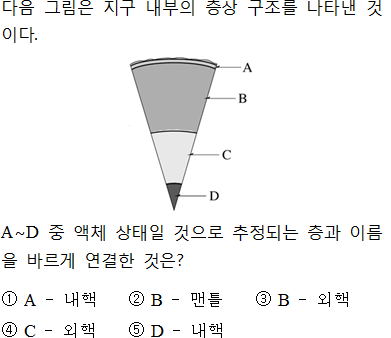 다음 그림은 지구 내부의 층상 구조를 나타낸 것
이다.
A
B
C
D
A~D 중 액체 상태일 것으로 추정되는 층과 이름
을 바르게 연결한 것은?
① A - 내핵 ② B - 맨틀 ③ B - 외핵
④ C - 외핵 ⑤ D - 내핵